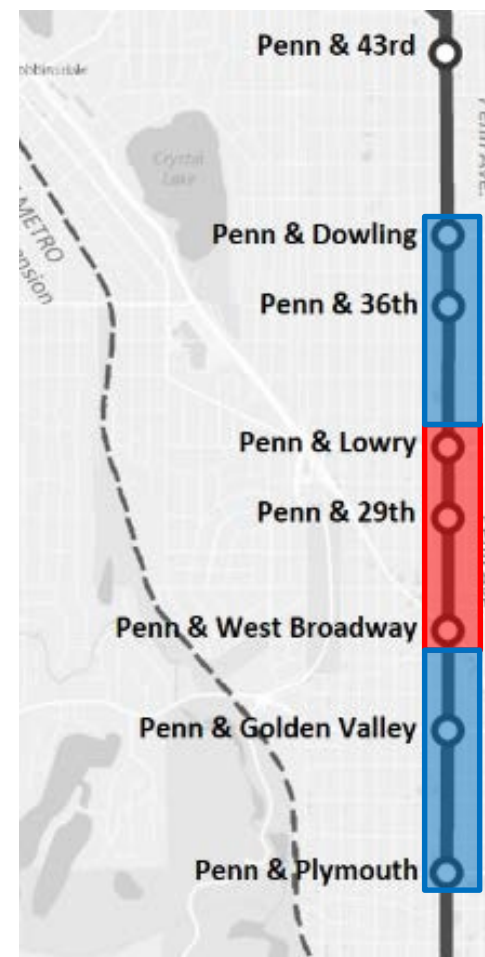 Penn & 43rd
Crystal
Lake
METRO
Penn & Dowling
Penn & 36th
Penn & Lowry
Penn & 29th
Penn & West Broadway
Penn & Golden Valley
Penn & Plymouth